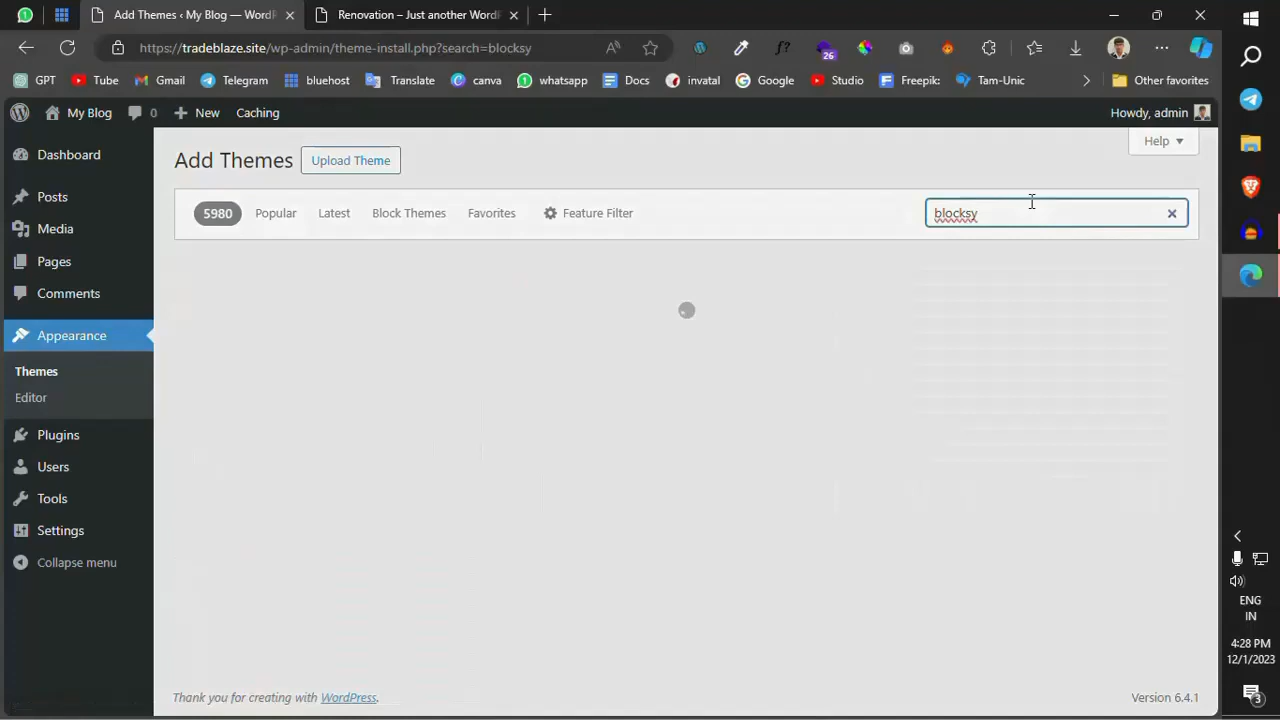 Add Themes ‹ My Blog — WordP
Renovation – Just another WordP
https://tradeblaze.site/wp-admin/theme-install.php?search=blocksy
26
GPT
Tube
Gmail
Telegram
bluehost
Translate
canva
whatsapp
Docs
invatal
Google
Studio
Freepik:
Tam-Unic
Other favorites
My Blog
0
New
Caching
Howdy, admin
Dashboard
Posts
Media
Pages
Comments
Appearance
Themes
Editor
Plugins
Users
Tools
Settings
Collapse menu
Add Themes
Upload Theme
Help
5980
Popular
Latest
Block Themes
Favorites
Feature Filter
blocksy
Thank you for creating with WordPress.
Version 6.4.1
ENG
IN
4:28 PM
12/1/2023
3